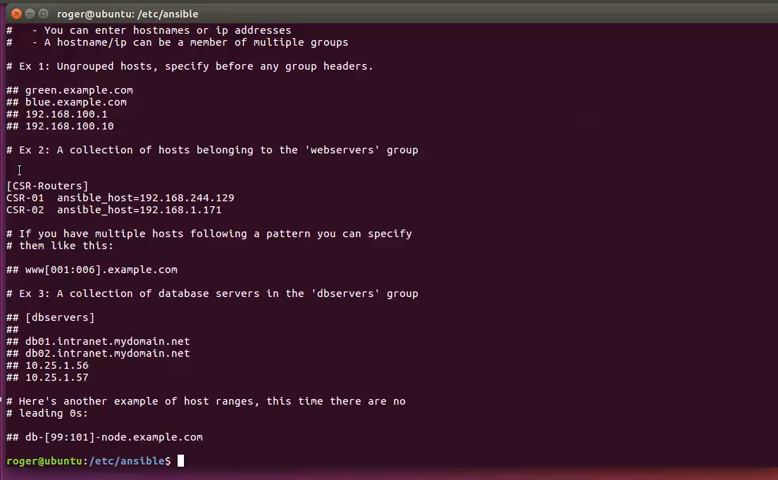 roger@ubuntu: /etc/ansible
#   - You can enter hostnames or ip addresses
#   - A hostname/ip can be a member of multiple groups
# Ex 1: Ungrouped hosts, specify before any group headers.
## green.example.com
## blue.example.com
## 192.168.100.1
## 192.168.100.10
# Ex 2: A collection of hosts belonging to the 'webservers' group
[CSR-Routers]
CSR-01  ansible_host=192.168.244.129
CSR-02  ansible_host=192.168.1.171
# If you have multiple hosts following a pattern you can specify
# them like this:
## www[001:006].example.com
# Ex 3: A collection of database servers in the 'dbservers' group
## [dbservers]
##
## db01.intranet.mydomain.net
## db02.intranet.mydomain.net
## 10.25.1.56
## 10.25.1.57
# Here's another example of host ranges, this time there are no
# leading 0s:
## db-[99:101]-node.example.com
roger@ubuntu:/etc/ansible$